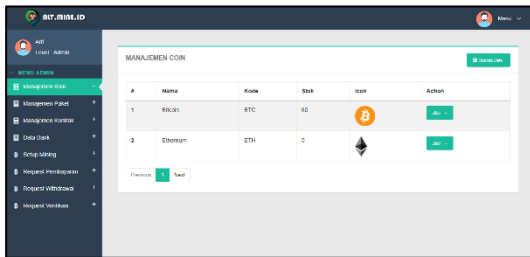 ALT.MINE.ID
Menu
Arif
Level : Admin
MENU ADMIN
Manajemen Koin
Manajemen Paket
Manajemen Kontrak
Data Bank
Setup Mining
Request Pembayaran
Request Withdrawal
Request Verifikasi
MANAJEMEN COIN
# Nama Kode Stok Icon Action
1 Bitcoin BTC 60
2 Ethereum ETH 0
Previous 1 Next